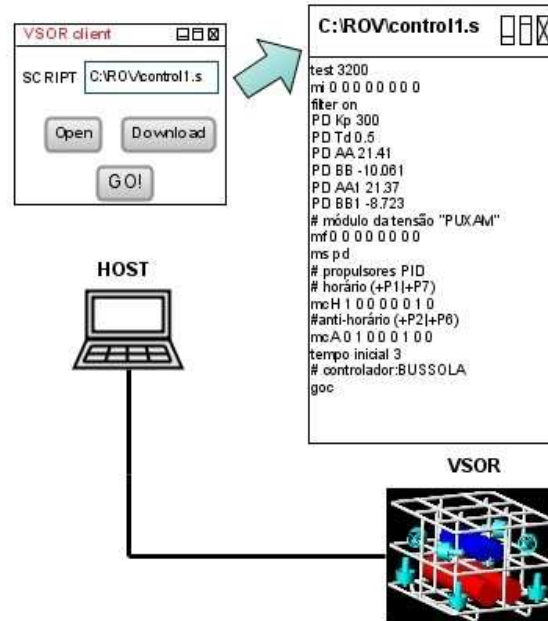 VSOR client
SCRIPT C:\ROV\control1.s
Open Download
GO!
C:\ROV\control1.s
test 3200
mi 0 0 0 0 0 0 0 0
filter on
PD Kp 300
PD Td 0.5
PD AA 21.41
PD BB -10.061
PD AA1 21.37
PD BB1 -8.723
# módulo da tensão "PUXAM"
mf 0 0 0 0 0 0 0 0
ms pd
# propulsores PID
# horário (+P1|+P7)
mcH 1 0 0 0 0 0 1 0
#anti-horário (+P2|+P6)
mcA 0 1 0 0 0 1 0 0
tempo inicial 3
# controlador:BUSSOLA
goc
HOST
VSOR